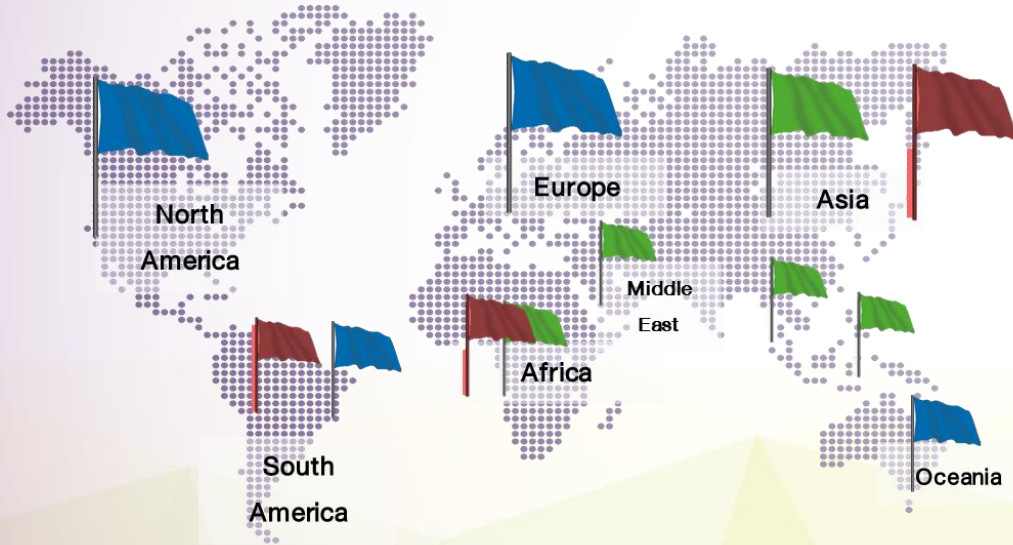 North
America
Europe
Asia
Middle
East
Africa
South
America
Oceania